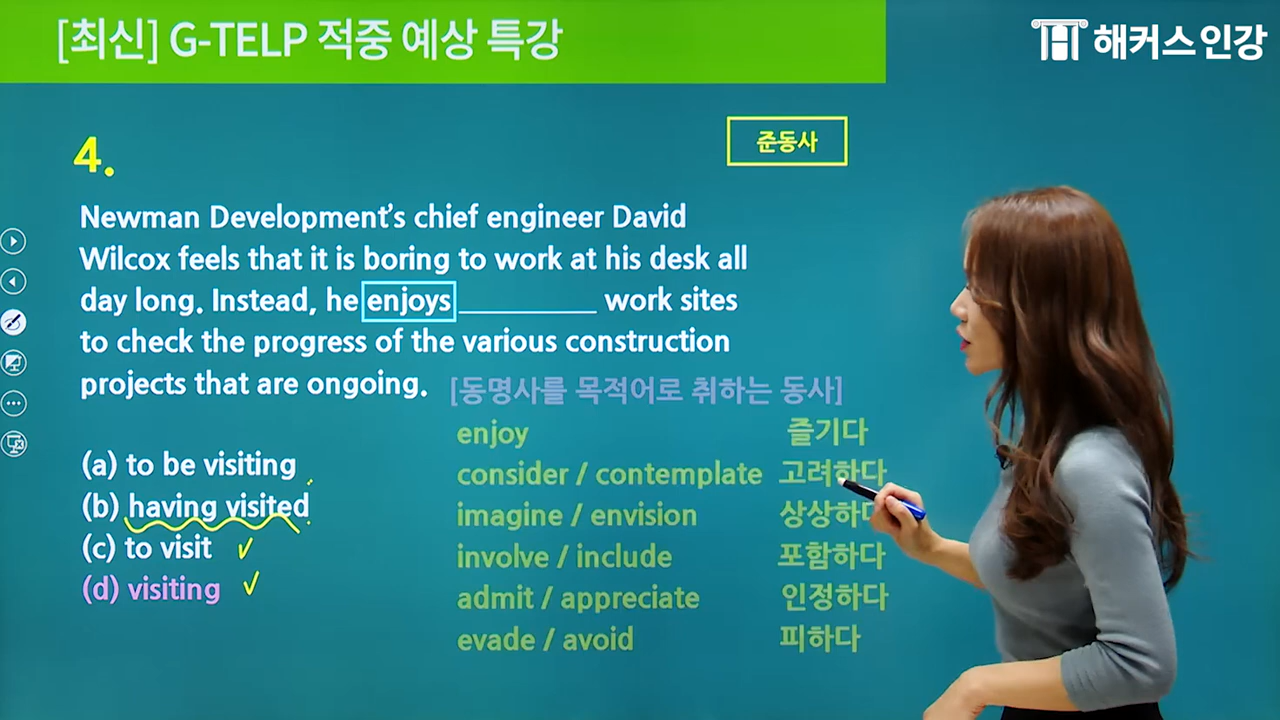 [최신] G-TELP 적중 예상 특강
해커스인강
4.
준동사
Newman Development's chief engineer David
Wilcox feels that it is boring to work at his desk all
day long. Instead, he enjoys __________ work sites
to check the progress of the various construction
projects that are ongoing.
[동명사를 목적어로 취하는 동사]
enjoy 즐기다
consider / contemplate 고려하다
imagine / envision 상상하다
involve / include 포함하다
admit / appreciate 인정하다
evade / avoid 피하다
(a) to be visiting
(b) having visited
(c) to visit
(d) visiting